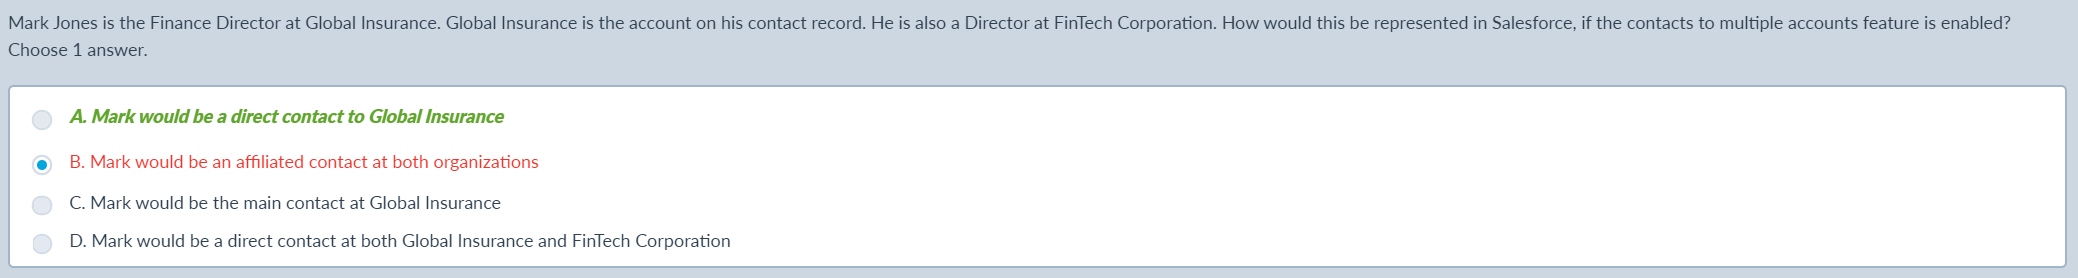 Mark Jones is the Finance Director at Global Insurance. Global Insurance is the account on his contact record. He is also a Director at FinTech Corporation. How would this be represented in Salesforce, if the contacts to multiple accounts feature is enabled?
Choose 1 answer.
A. Mark would be a direct contact to Global Insurance
B. Mark would be an affiliated contact at both organizations
C. Mark would be the main contact at Global Insurance
D. Mark would be a direct contact at both Global Insurance and FinTech Corporation